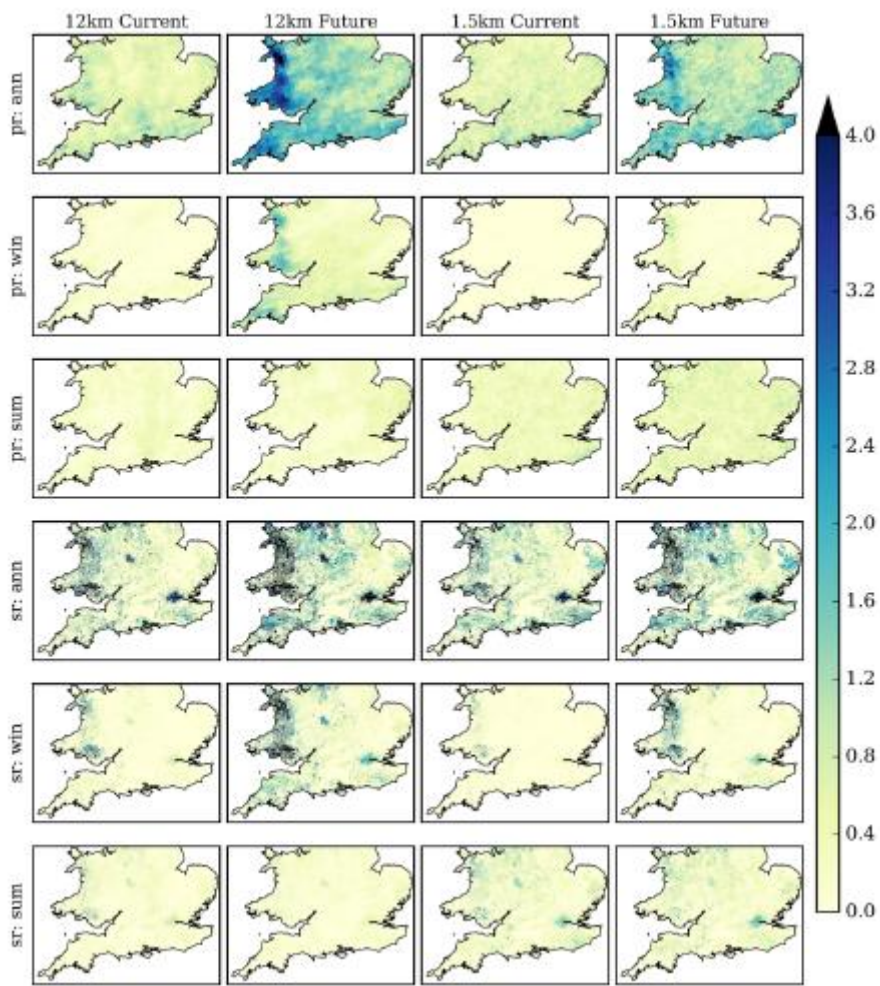 12km Current 12km Future 1.5km Current 1.5km Future
pr: ann
pr: win
pr: sum
sr: ann
sr: win
sr: sum
4.0
3.6
3.2
2.8
2.4
2.0
1.6
1.2
0.8
0.4
0.0